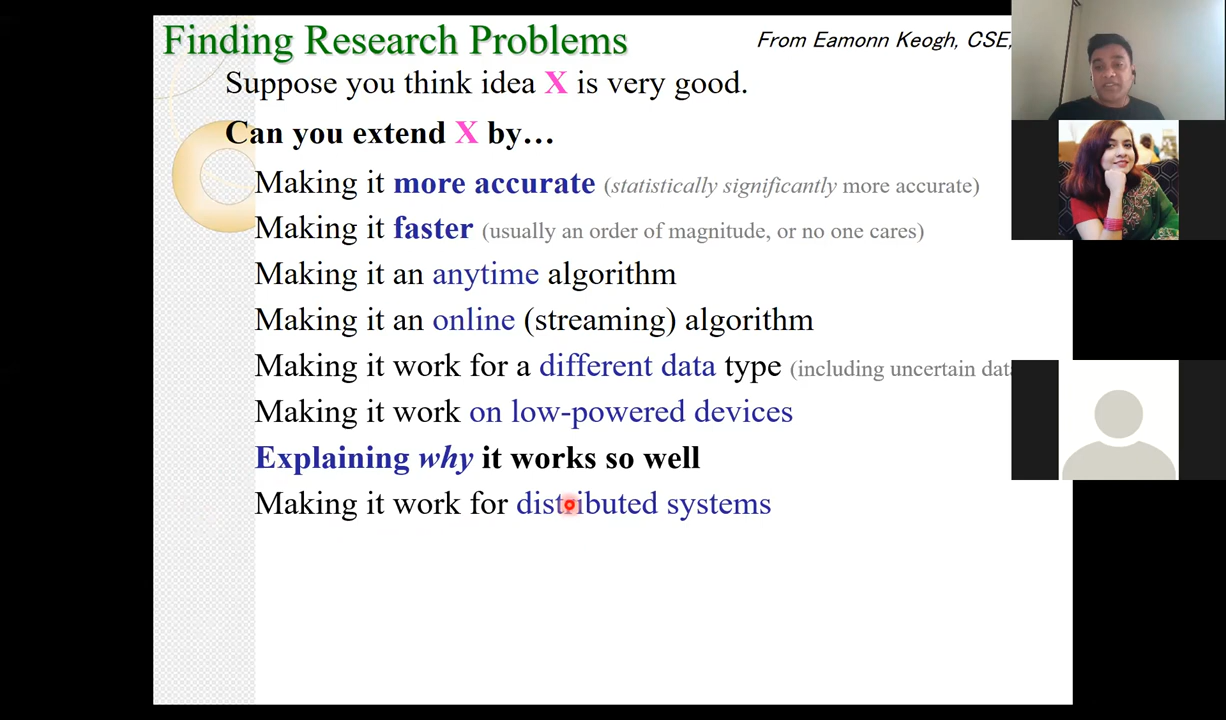 Finding Research Problems
From Eamonn Keogh, CSE,
Suppose you think idea X is very good.
Can you extend X by…
Making it more accurate (statistically significantly more accurate)
Making it faster (usually an order of magnitude, or no one cares)
Making it an anytime algorithm
Making it an online (streaming) algorithm
Making it work for a different data type (including uncertain
Making it work on low-powered devices
Explaining why it works so well
Making it work for distributed systems